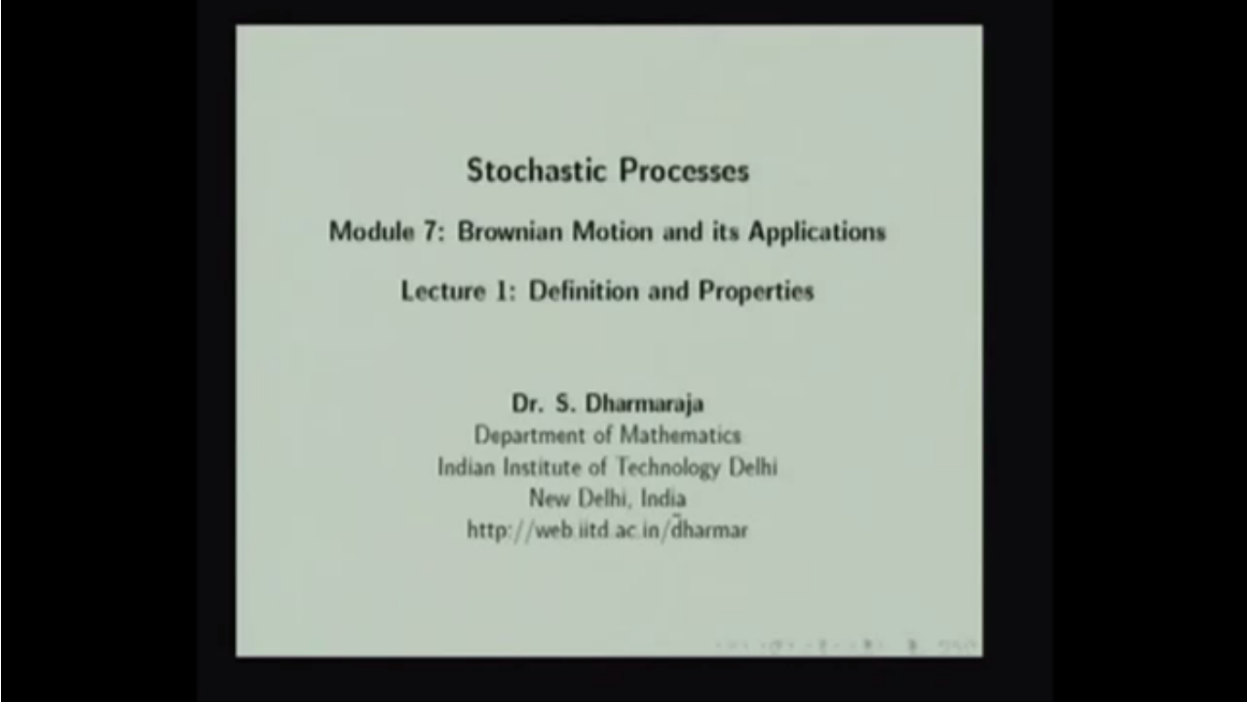 Stochastic Processes
Module 7: Brownian Motion and its Applications
Lecture 1: Definition and Properties
Dr. S. Dharmaraja
Department of Mathematics
Indian Institute of Technology Delhi
New Delhi, India
http://web.iitd.ac.in/d̃harmar